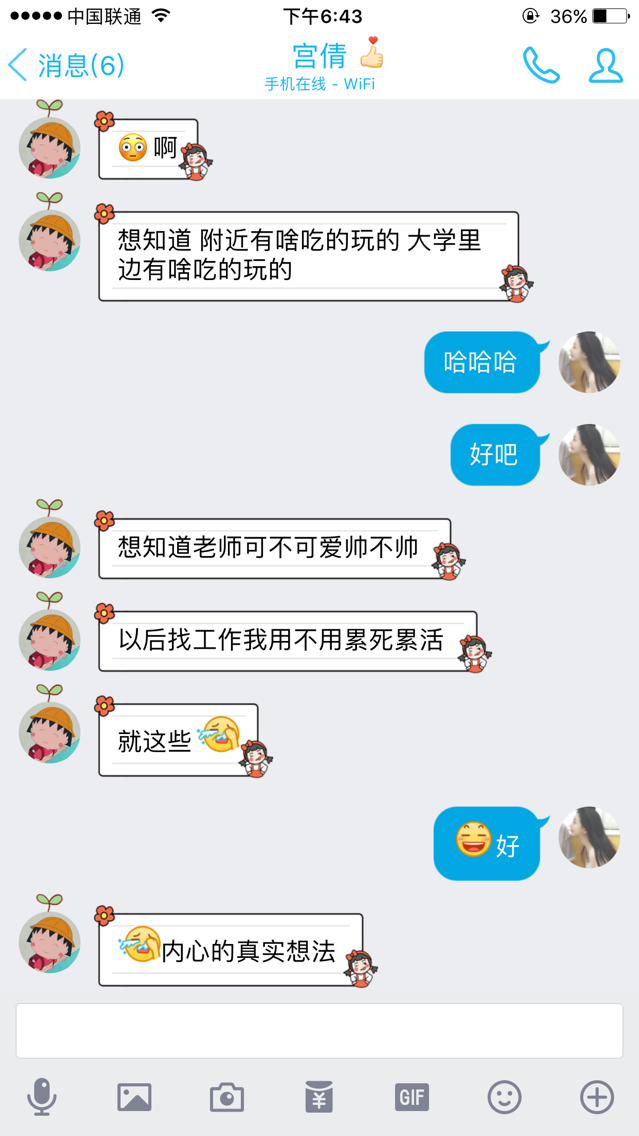 中国联通 下午6:43 36%
消息(6) 宫倩
手机在线 - WiFi
啊
想知道 附近有啥吃的玩的 大学里
边有啥吃的玩的
哈哈哈
好吧
想知道老师可不可爱帅不帅
以后找工作我用不用累死累活
就这些
好
内心的真实想法
¥
GIF